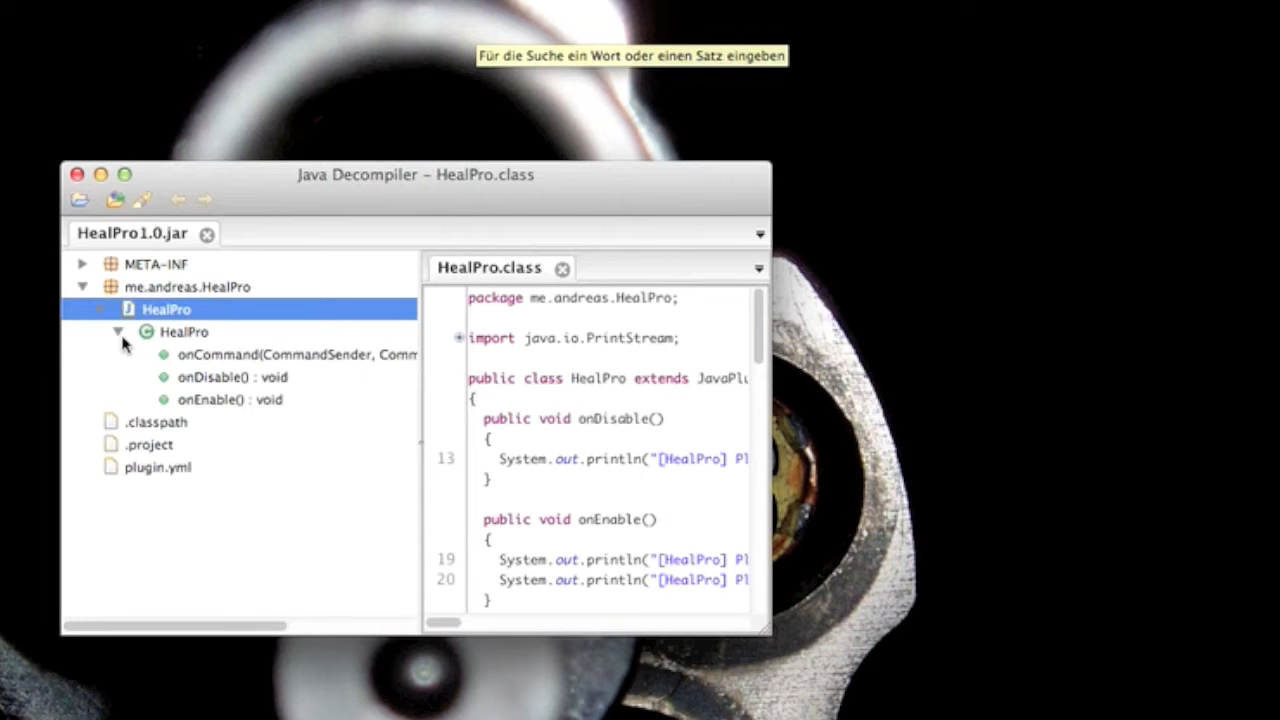 Für die Suche ein Wort oder einen Satz eingeben
Java Decompiler – HealPro.class
HealPro1.0.jar
META-INF
me.andreas.HealPro
HealPro
HealPro
onCommand(CommandSender, Comm
onDisable() : void
onEnable() : void
.classpath
.project
plugin.yml
HealPro.class
package me.andreas.HealPro;
import java.io.PrintStream;
public class HealPro extends JavaPlu
{
public void onDisable()
{
13 System.out.println("[HealPro] Pl
}
public void onEnable()
{
19 System.out.println("[HealPro] Pl
20 System.out.println("[HealPro] Pl
}